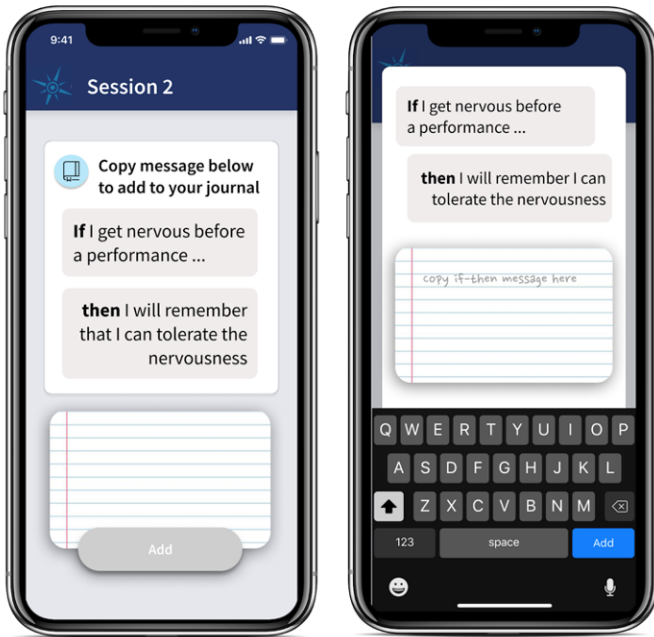 9:41
Session 2
Copy message below
to add to your journal
If I get nervous before
a performance ...
then I will remember
that I can tolerate the
nervousness
Add
If I get nervous before
a performance ...
then I will remember I can
tolerate the nervousness
copy if-then message here
Q W E R T Y U I O P
A S D F G H J K L
Z X C V B N M
123 space Add